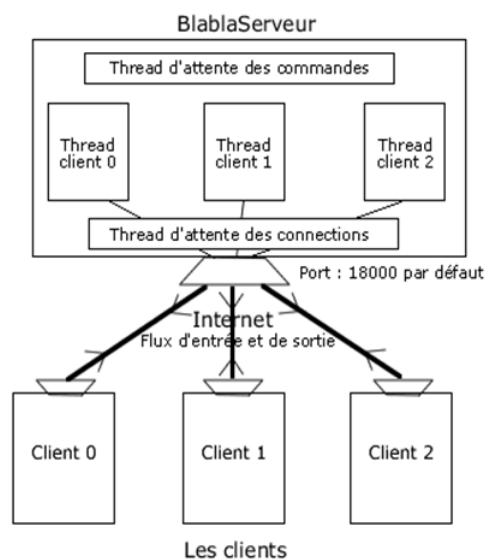 BlablaServeur
Thread d'attente des commandes
Thread
client 0
Thread
client 1
Thread
client 2
Thread d'attente des connections
Port : 18000 par défaut
Internet
Flux d'entrée et de sortie
Client 0
Client 1
Client 2
Les clients